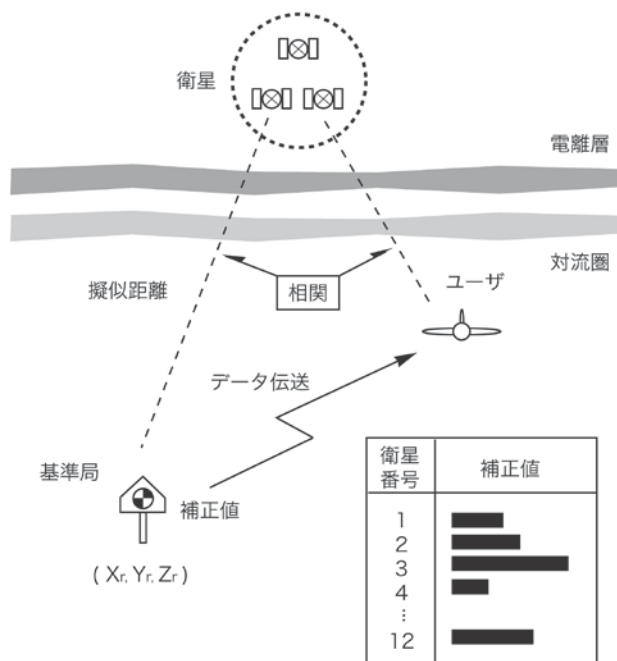 衛星
電離層
対流圏
擬似距離
相関
ユーザ
データ伝送
基準局
補正値
(Xr, Yr, Zr)
衛星
番号
補正値
1
2
3
4
⋮
12